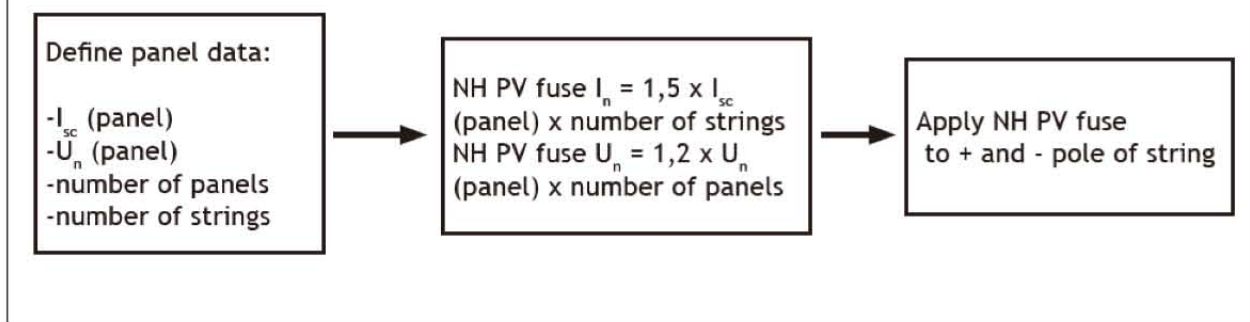 Define panel data:
-Isc (panel)
-Un (panel)
-number of panels
-number of strings
NH PV fuse In = 1,5 x Isc
(panel) x number of strings
NH PV fuse Un = 1,2 x Un
(panel) x number of panels
Apply NH PV fuse
to + and - pole of string